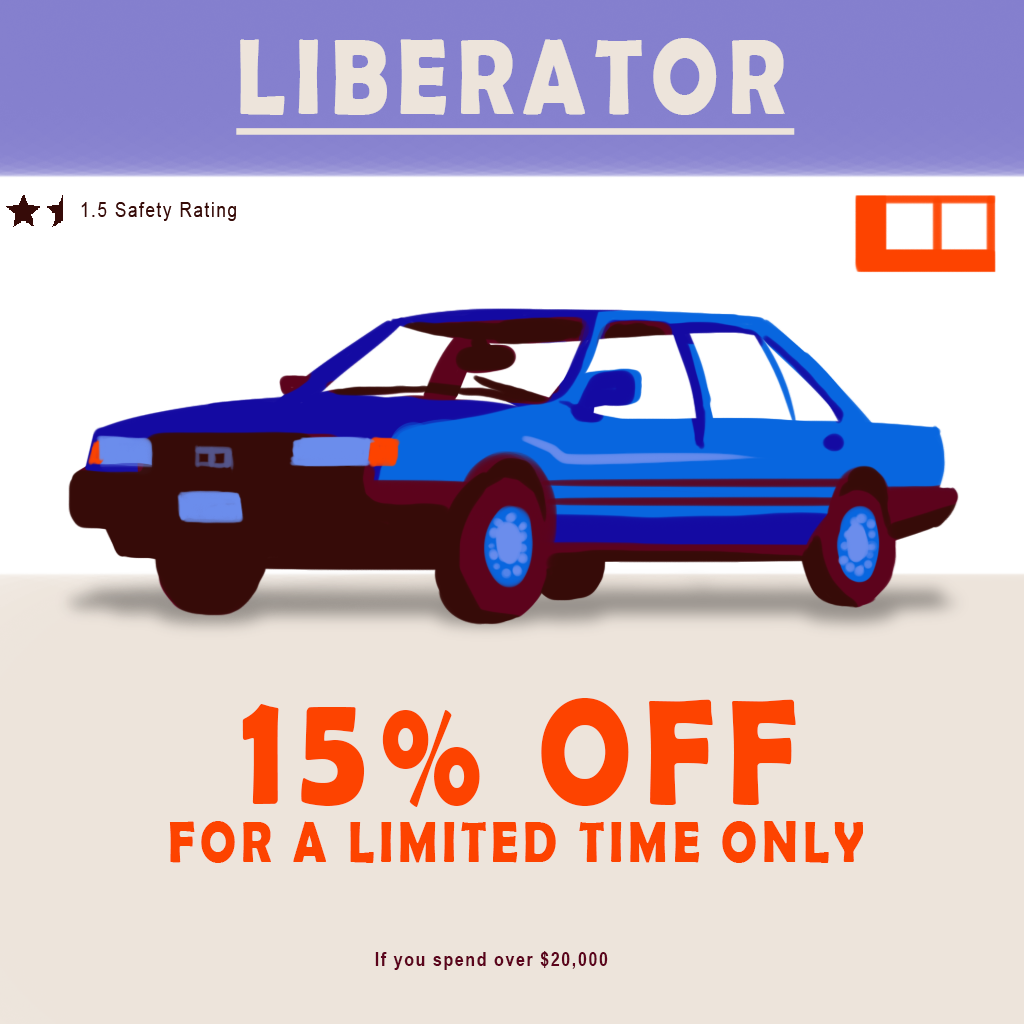 LIBERATOR
1.5 Safety Rating
15% OFF
FOR A LIMITED TIME ONLY
If you spend over $20,000